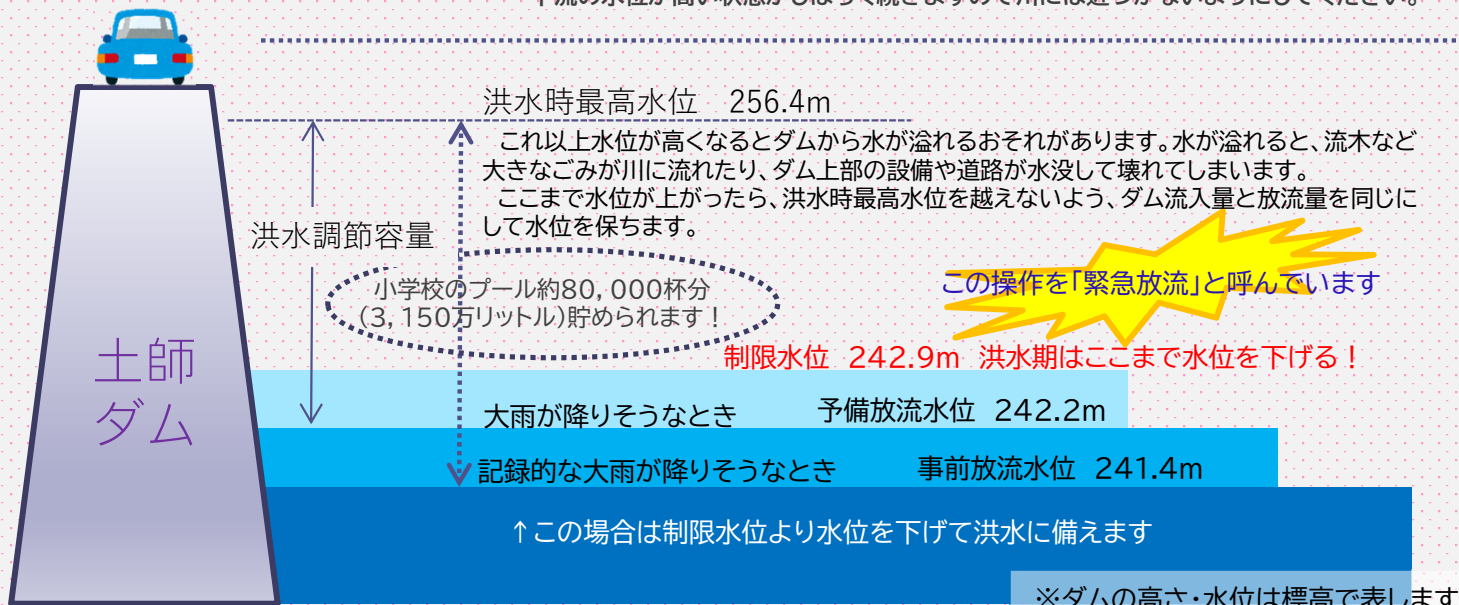 洪水時最高水位　256.4m
これ以上水位が高くなるとダムから水が溢れるおそれがあります。水が溢れると、流木など
大きなごみが川に流れたり、ダム上部の設備や道路が水没して壊れてしまいます。
ここまで水位が上がったら、洪水時最高水位を越えないよう、ダム流入量と放流量を同じに
して水位を保ちます。
洪水調節容量
この操作を「緊急放流」と呼んでいます
小学校のプール約80,000杯分
(3,150万リットル)貯められます!
制限水位　242.9m　洪水期はここまで水位を下げる!
土師
ダム
大雨が降りそうなとき
予備放流水位　242.2m
記録的な大雨が降りそうなとき
事前放流水位　241.4m
↑この場合は制限水位より水位を下げて洪水に備えます
※ダムの高さ・水位は標高で表します